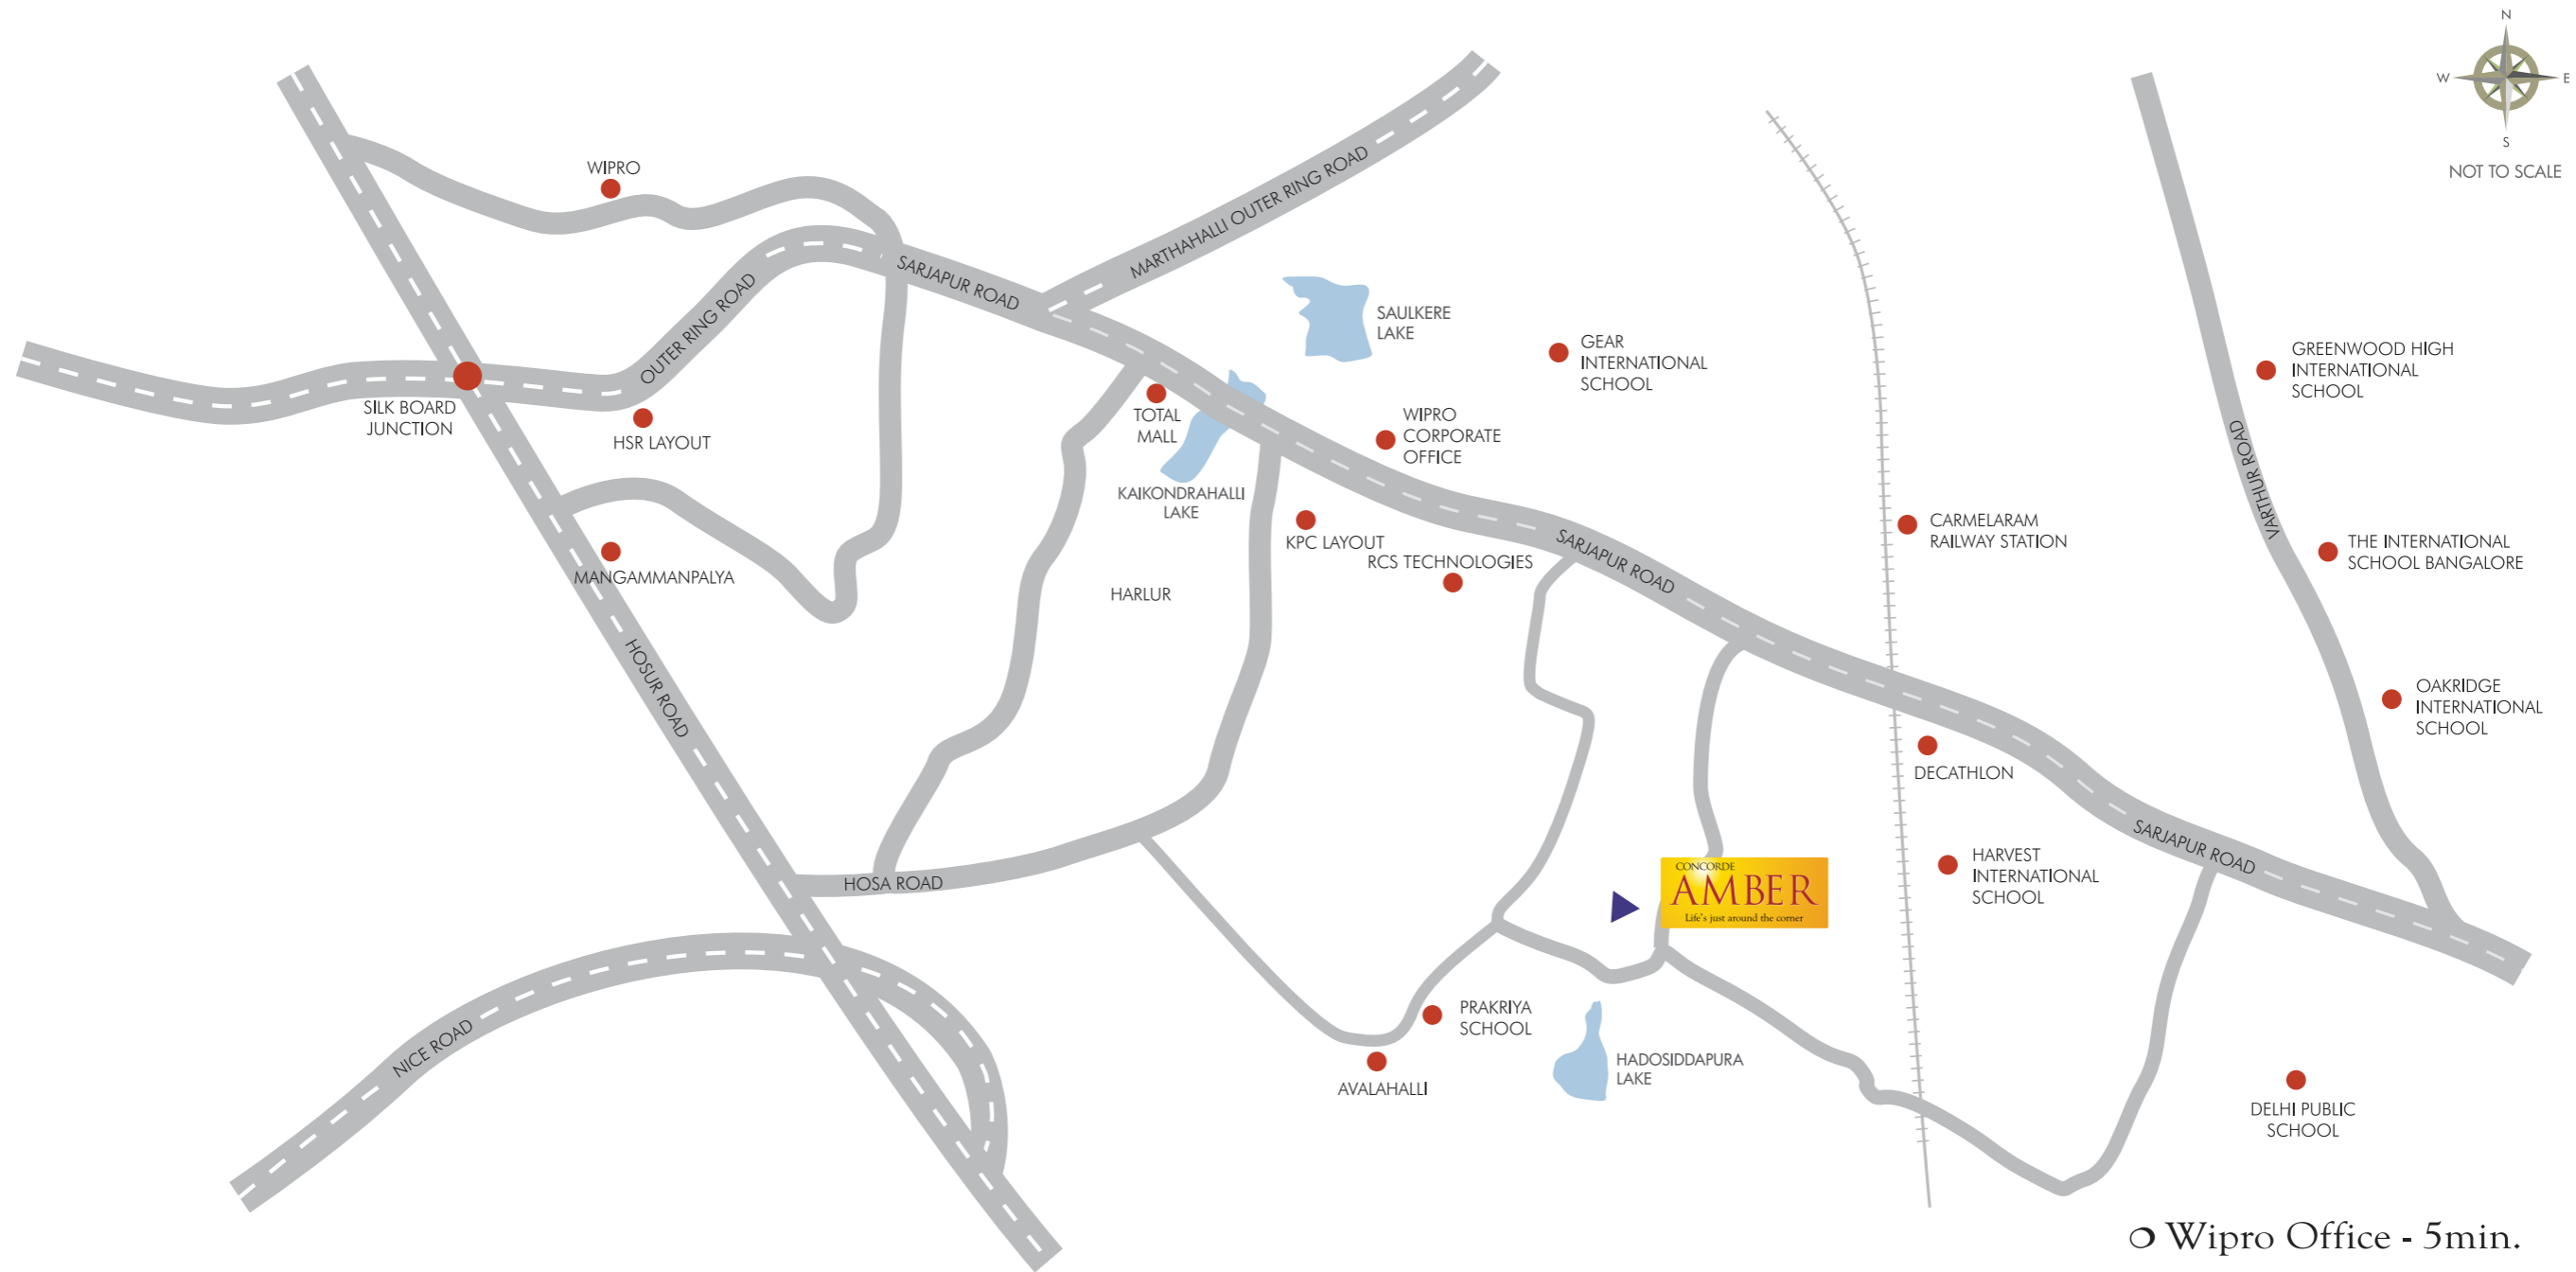 N
W
E
S
NOT TO SCALE
WIPRO
MARTHAHALLI OUTER RING ROAD
SARJAPUR ROAD
OUTER RING ROAD
SAULKERE
LAKE
GEAR
INTERNATIONAL
SCHOOL
GREENWOOD HIGH
INTERNATIONAL
SCHOOL
SILK BOARD
JUNCTION
HSR LAYOUT
TOTAL
MALL
WIPRO
CORPORATE
OFFICE
VARTHUR ROAD
KAIKONDRAHALLI
LAKE
KPC LAYOUT
RCS TECHNOLOGIES
SARJAPUR ROAD
CARMELARAM
RAILWAY STATION
THE INTERNATIONAL
SCHOOL BANGALORE
MANGAMMANPALYA
HARLUR
HOSUR ROAD
OAKRIDGE
INTERNATIONAL
SCHOOL
DECATHLON
SARJAPUR ROAD
HOSA ROAD
CONCORDE
AMBER
Life's just around the corner
HARVEST
INTERNATIONAL
SCHOOL
NICE ROAD
PRAKRIYA
SCHOOL
AVALAHALLI
HADOSIDDAPURA
LAKE
DELHI PUBLIC
SCHOOL
❍ Wipro Office - 5min.